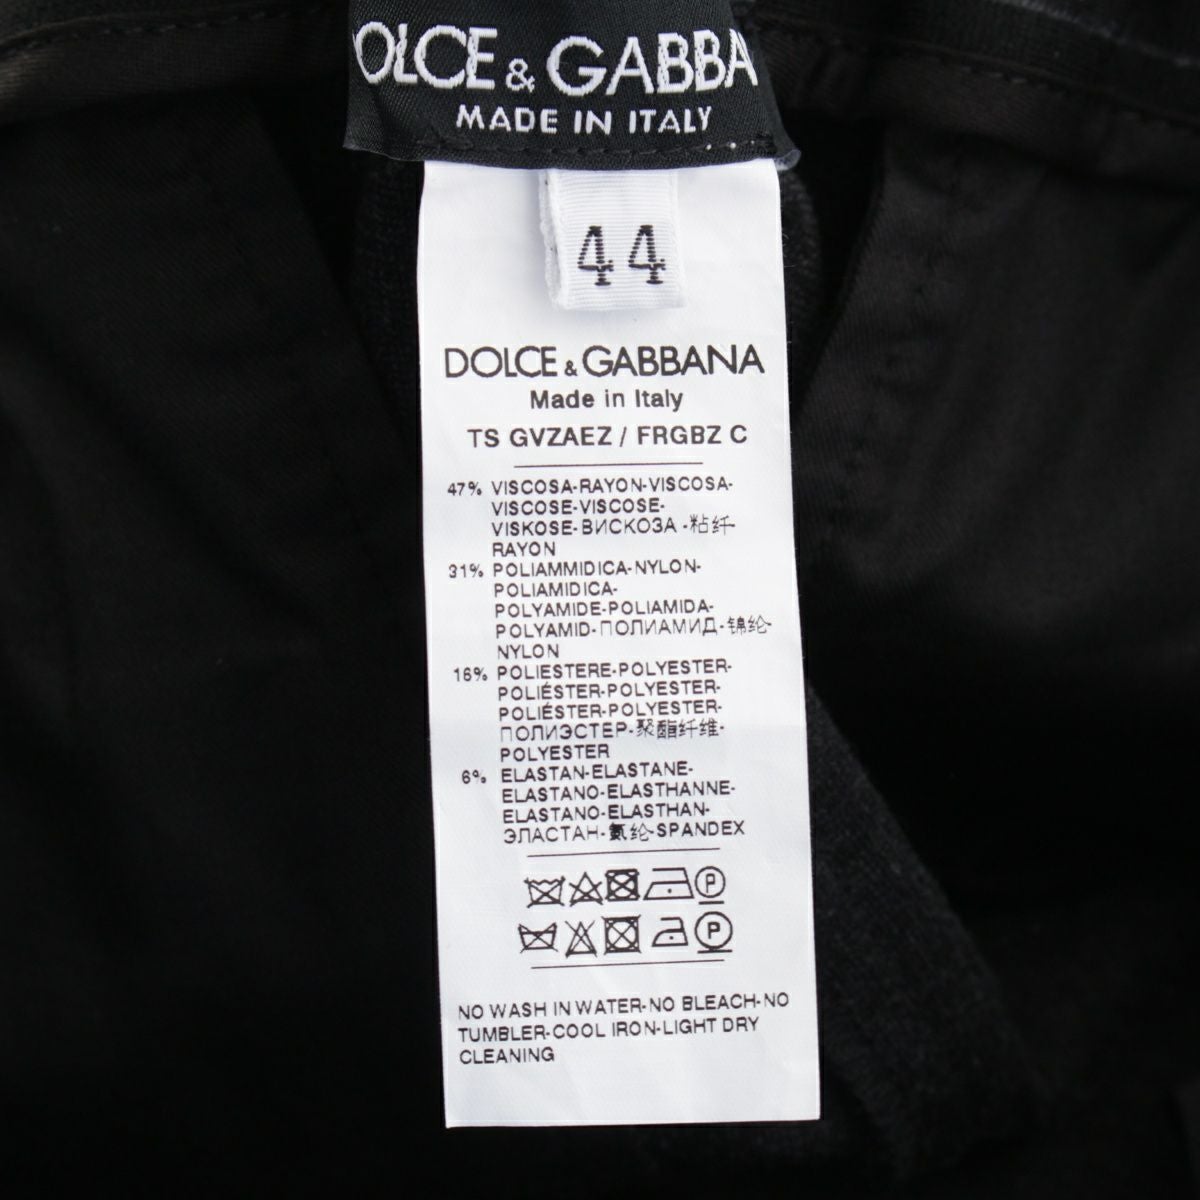 OLCE & GABBA
MADE IN ITALY
44
DOLCE & GABBANA
Made in Italy
TS GVZAEZ / FRGBZ C
47% VISCOSA-RAYON-VISCOSA-
VISCOSE-VISCOSE-
VISKOSE-ВИСКОЗА-粘纤-
RAYON
31% POLIAMMIDICA-NYLON-
POLIAMIDICA-
POLYAMIDE-POLIAMIDA-
POLYAMID-ПОЛИАМИД-锦纶-
NYLON
16% POLIESTERE-POLYESTER-
POLIÉSTER-POLYESTER-
POLIÉSTER-POLYESTER-
ПОЛИЭСТЕР-聚酯纤维-
POLYESTER
6% ELASTAN-ELASTANE-
ELASTANO-ELASTHANNE-
ELASTANO-ELASTHAN-
ЭЛАСТАН-氨纶-SPANDEX
P
P
NO WASH IN WATER-NO BLEACH-NO
TUMBLER-COOL IRON-LIGHT DRY
CLEANING